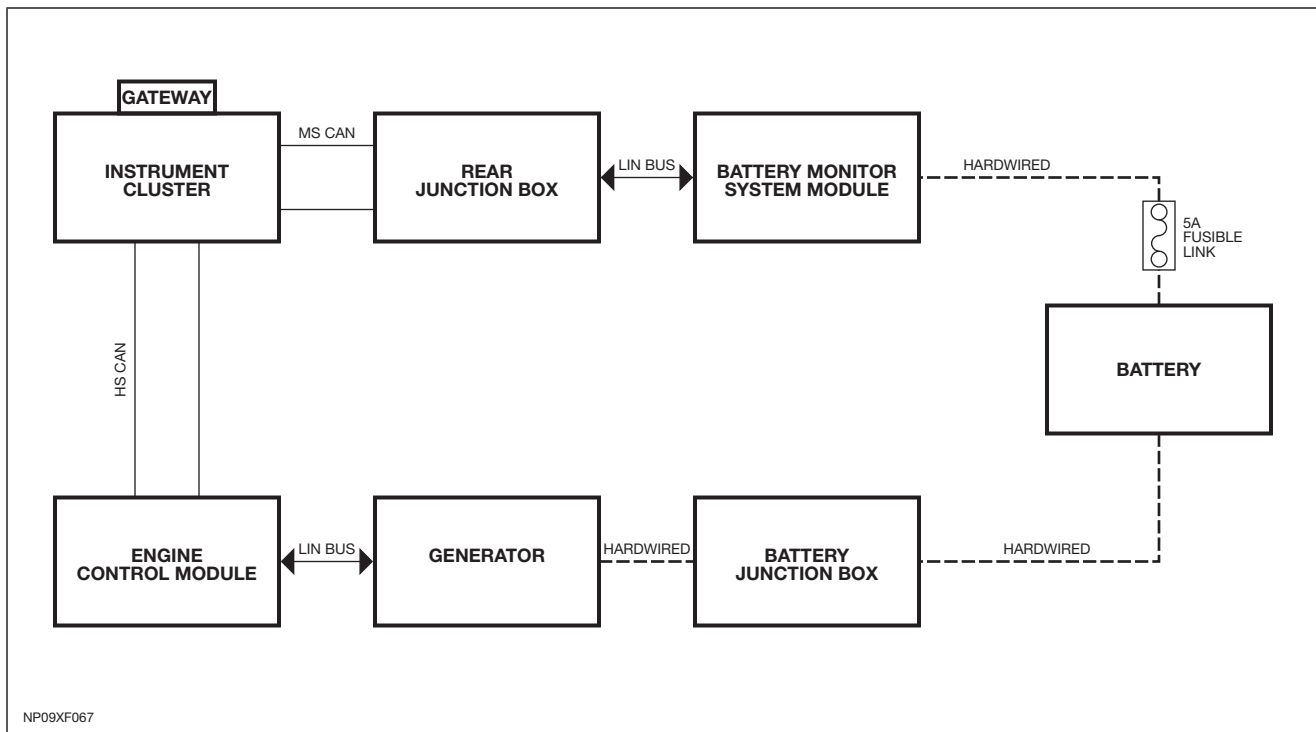 GATEWAY
INSTRUMENT
CLUSTER
MS CAN
REAR
JUNCTION BOX
LIN BUS
BATTERY MONITOR
SYSTEM MODULE
HARDWIRED
5A
FUSIBLE
LINK
BATTERY
HS CAN
ENGINE
CONTROL MODULE
LIN BUS
GENERATOR
HARDWIRED
BATTERY
JUNCTION BOX
HARDWIRED
NP09XF067